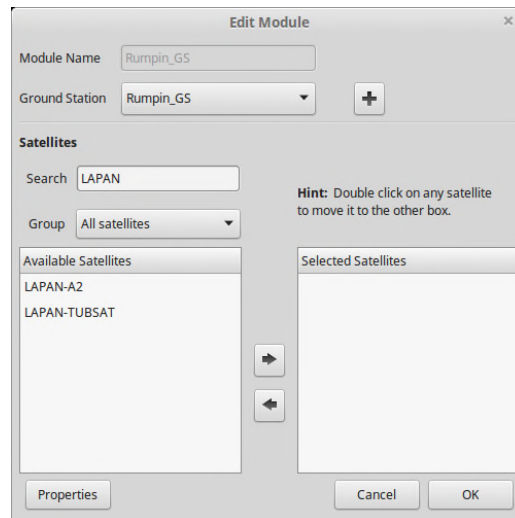 Edit Module
Module Name Rumpin_GS
Ground Station Rumpin_GS
Satellites
Search LAPAN
Hint: Double click on any satellite
to move it to the other box.
Group All satellites
Available Satellites
LAPAN-A2
LAPAN-TUBSAT
Selected Satellites
Properties
Cancel
OK